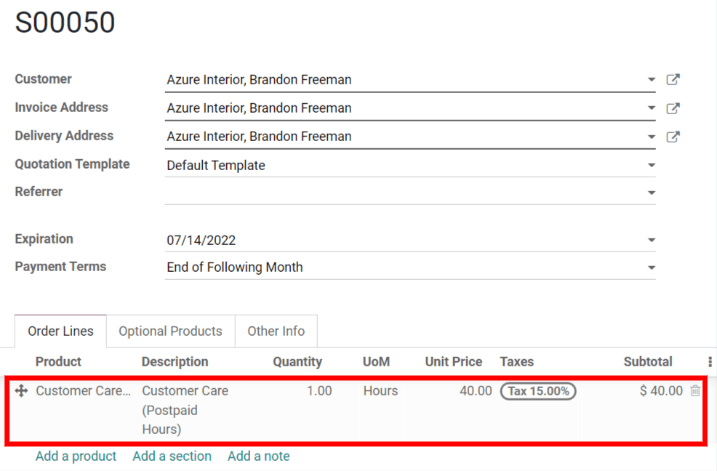 S00050
Customer Azure Interior, Brandon Freeman
Invoice Address Azure Interior, Brandon Freeman
Delivery Address Azure Interior, Brandon Freeman
Quotation Template Default Template
Referrer
Expiration 07/14/2022
Payment Terms End of Following Month
Order Lines Optional Products Other Info
Product Description Quantity UoM Unit Price Taxes Subtotal
Customer Care... Customer Care 1.00 Hours 40.00 Tax 15.00% $ 40.00
(Postpaid
Hours)
Add a product Add a section Add a note